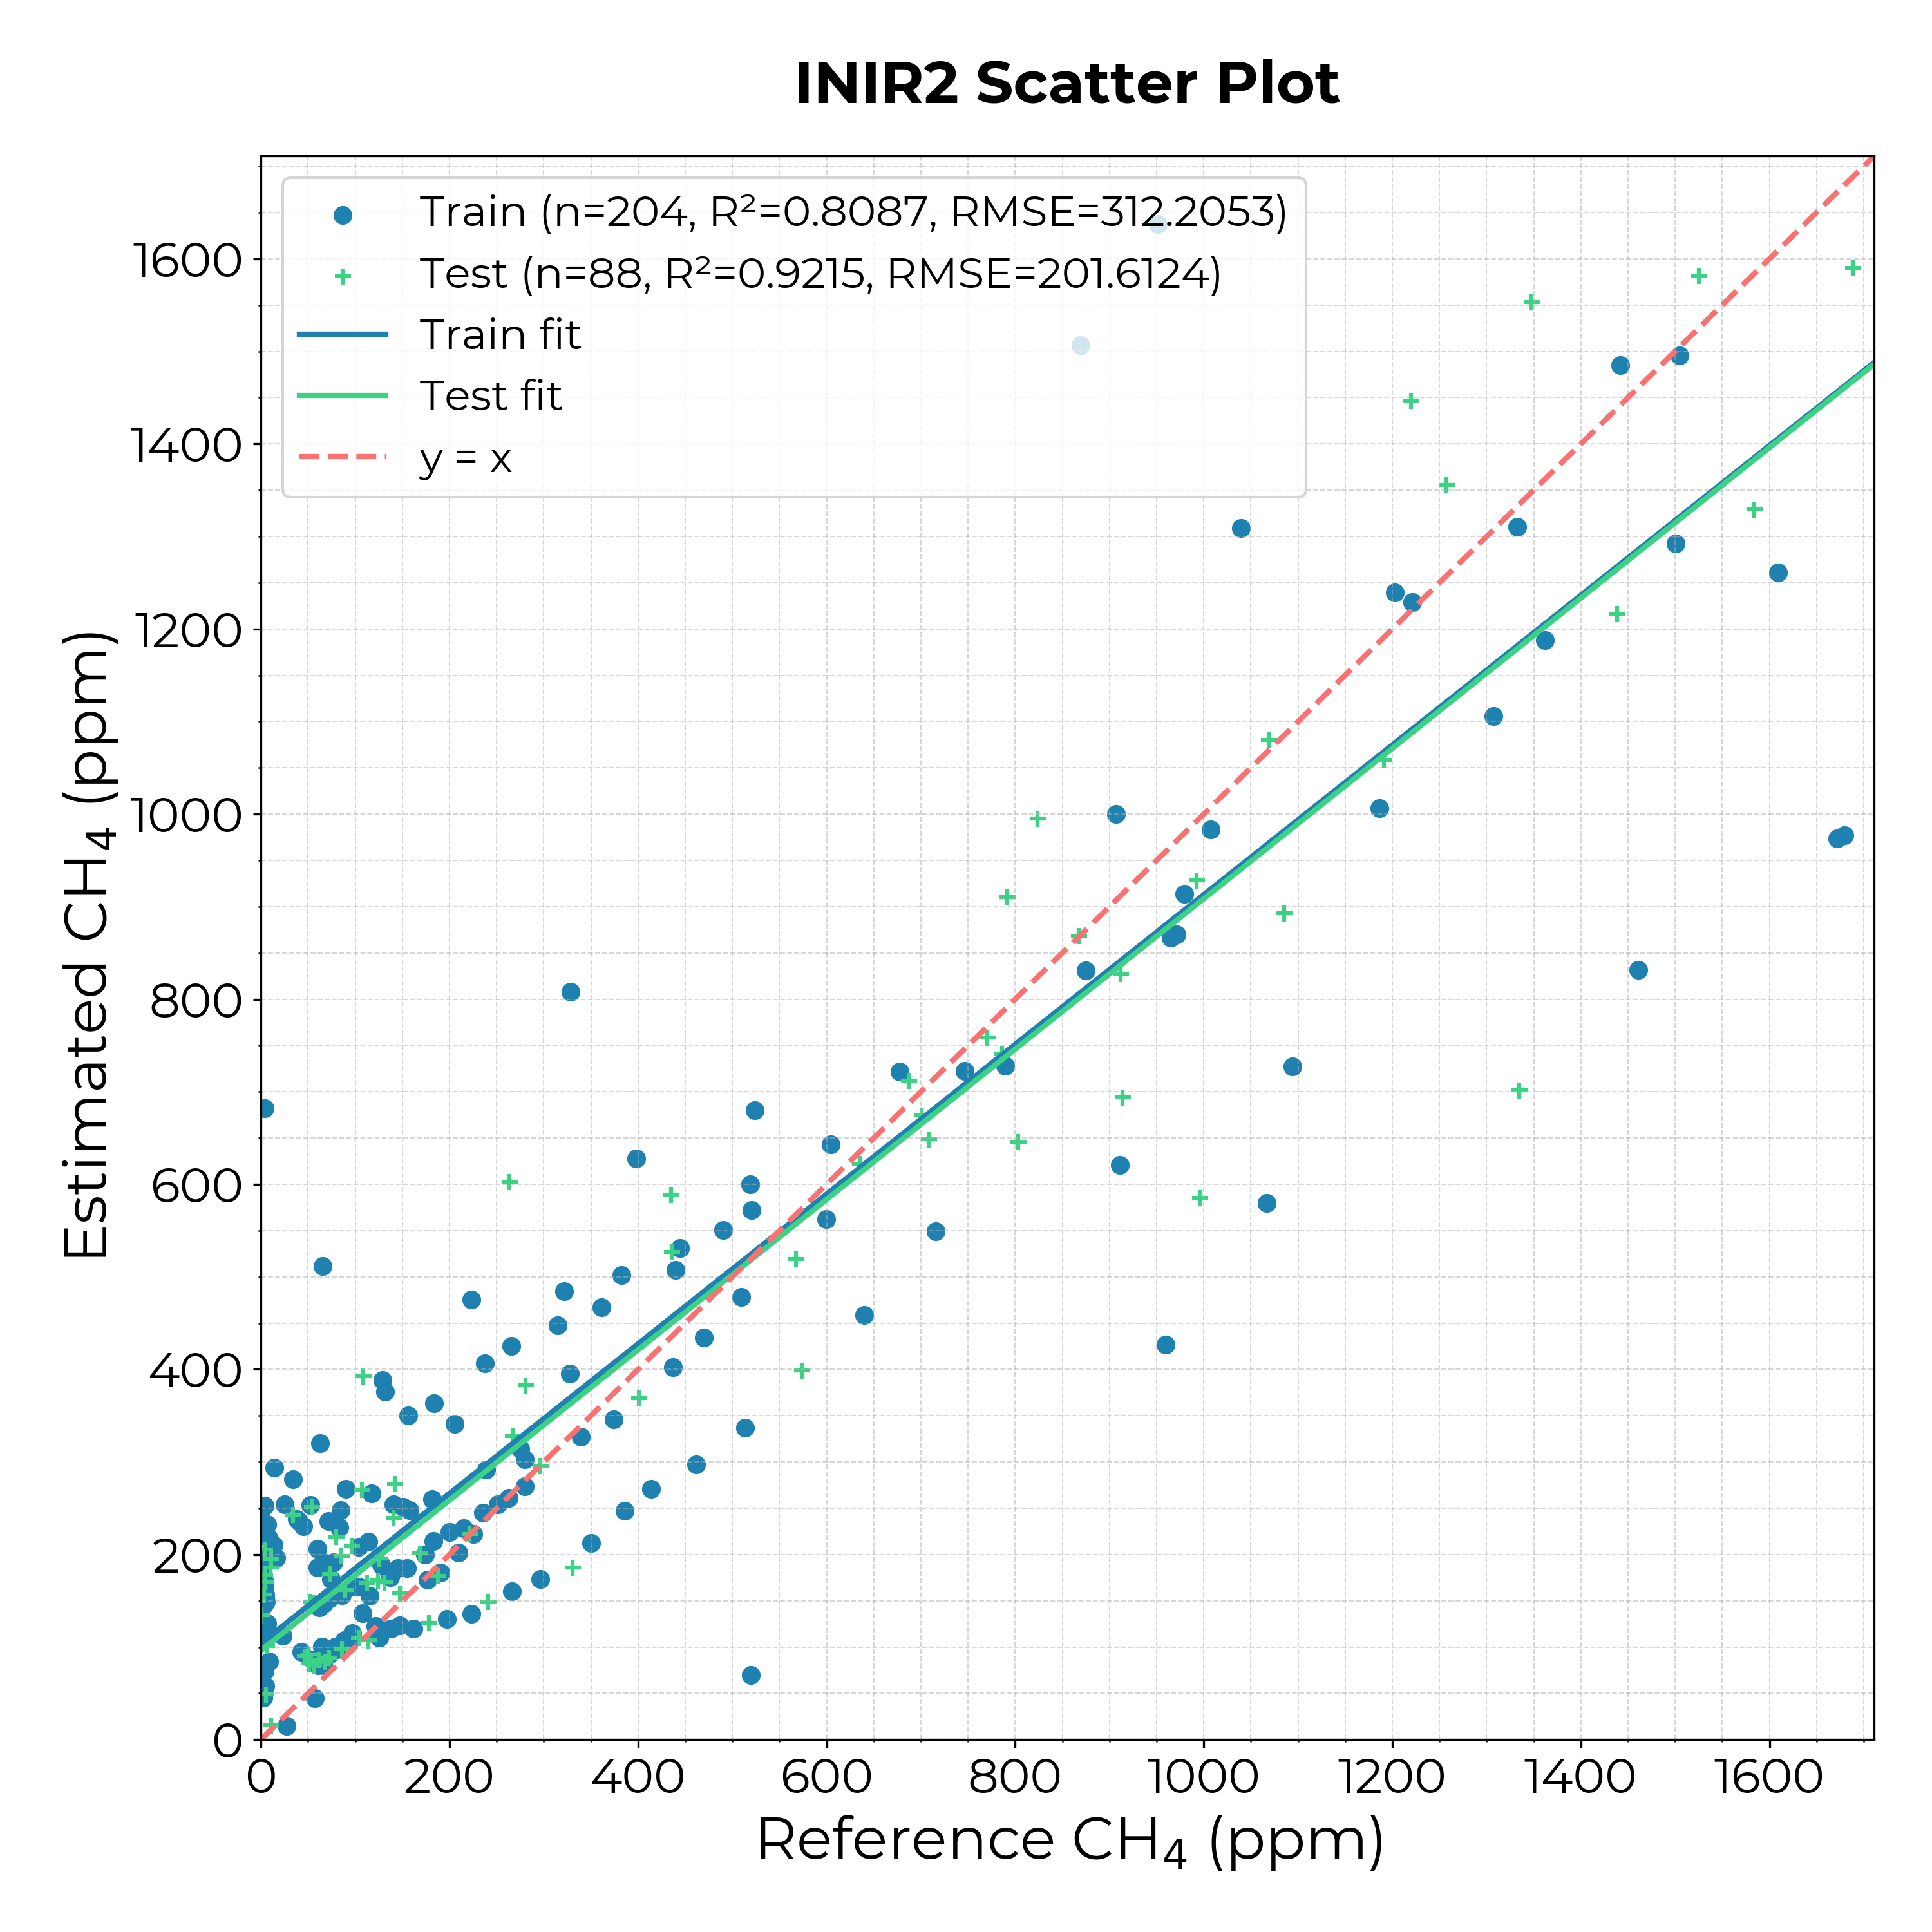 INIR2 Scatter Plot
Train (n=204, R²=0.8087, RMSE=312.2053)
Test (n=88, R²=0.9215, RMSE=201.6124)
Train fit
Test fit
y = x
Estimated CH₄ (ppm)
1600
1400
1200
1000
800
600
400
200
0
0 200 400 600 800 1000 1200 1400 1600
Reference CH₄ (ppm)